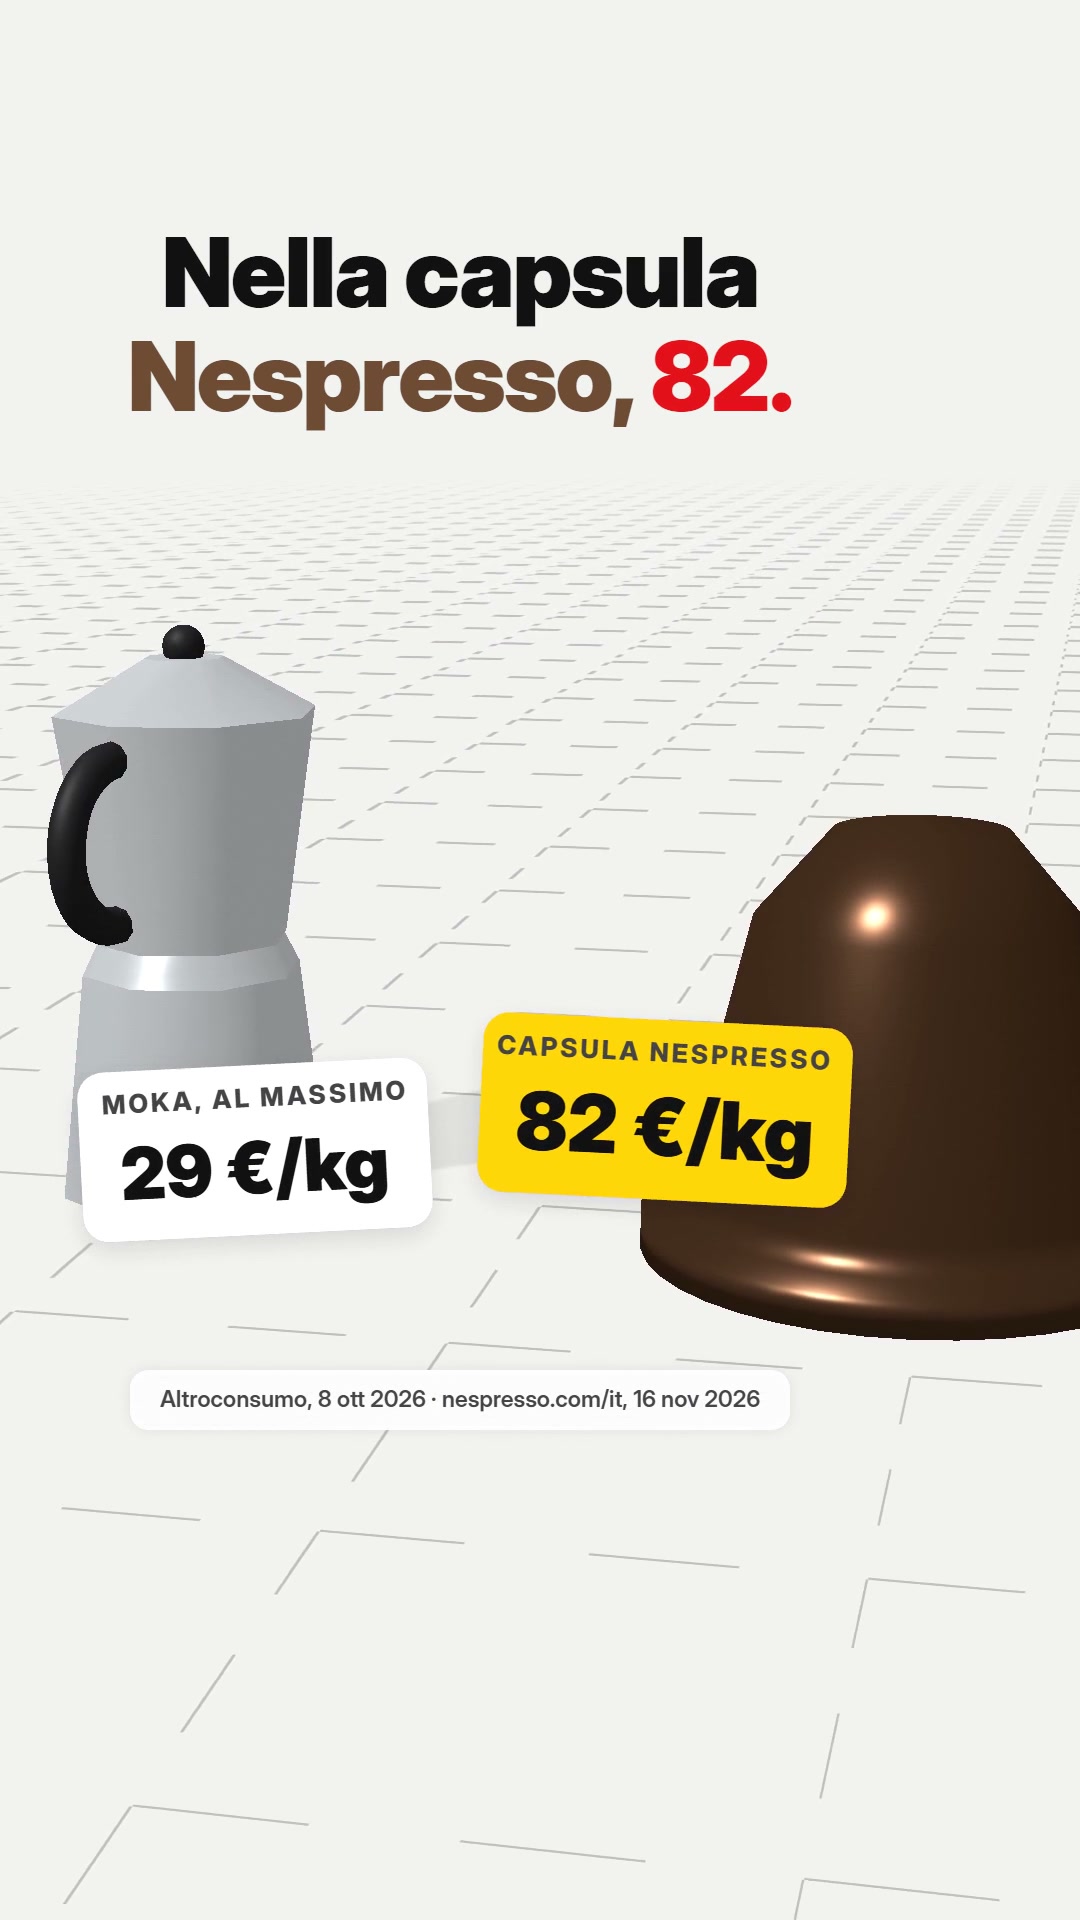 Nella capsula
Nespresso, 82.
CAPSULA NESPRESSO
82 €/kg
MOKA, AL MASSIMO
29 €/kg
Altroconsumo, 8 ott 2026 · nespresso.com/it, 16 nov 2026